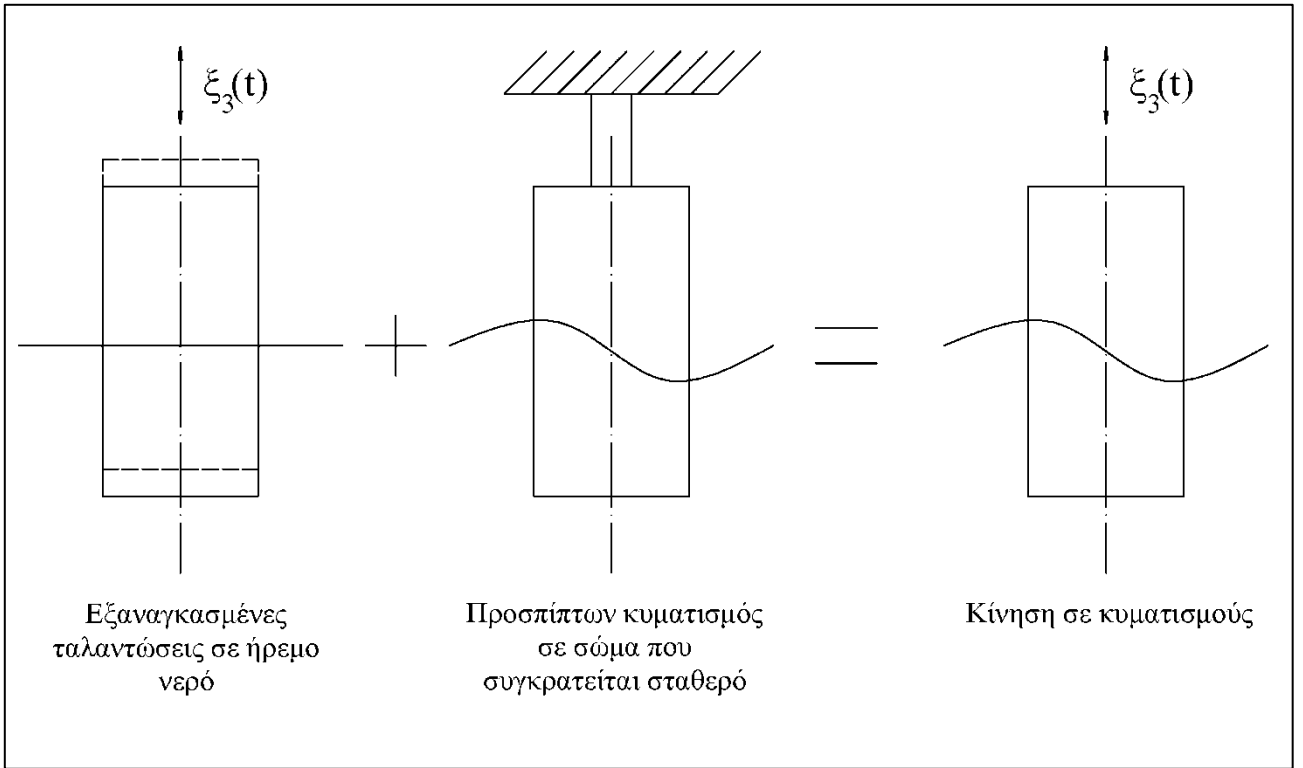 ξ₃(t)
ξ₃(t)
Εξαναγκασμένες
ταλαντώσεις σε ήρεμο
νερό
Προσπίπτων κυματισμός
σε σώμα που
συγκρατείται σταθερό
Κίνηση σε κυματισμούς